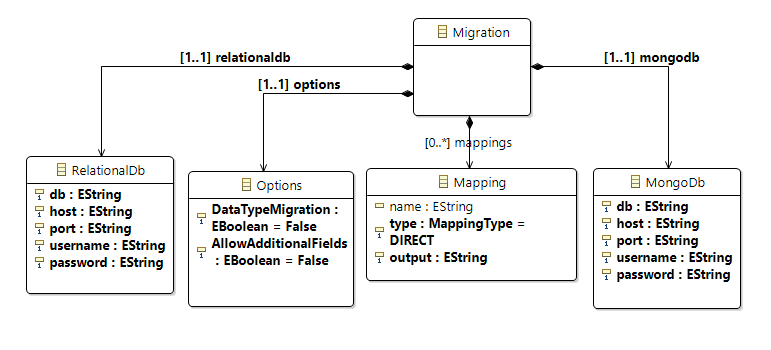 Migration
[1..1] relationaldb
[1..1] mongodb
[1..1] options
[0..*] mappings
RelationalDb
db : EString
host : EString
port : EString
username : EString
password : EString
Options
DataTypeMigration :
EBoolean = False
AllowAdditionalFields
: EBoolean = False
Mapping
name : EString
type : MappingType =
DIRECT
output : EString
MongoDb
db : EString
host : EString
port : EString
username : EString
password : EString